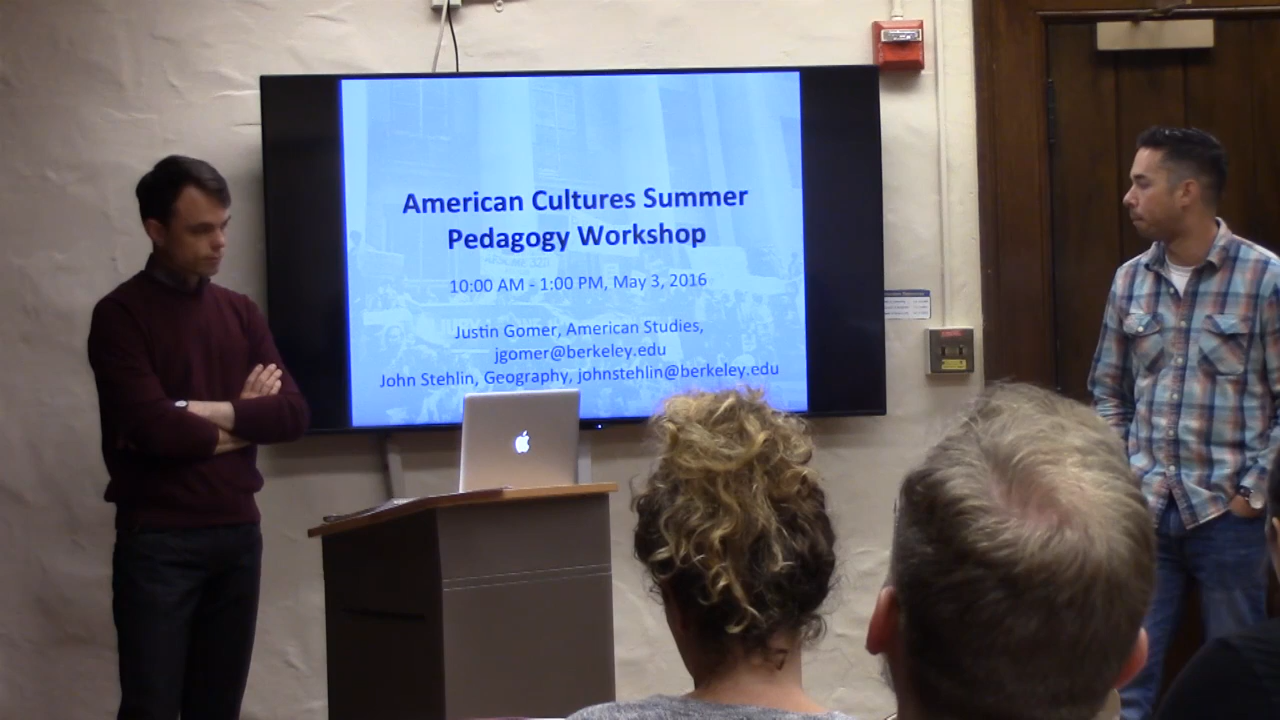 American Cultures Summer
Pedagogy Workshop
10:00 AM - 1:00 PM, May 3, 2016
Justin Gomer, American Studies,
jgomer@berkeley.edu
John Stehlin, Geography, johnstehlin@berkeley.edu